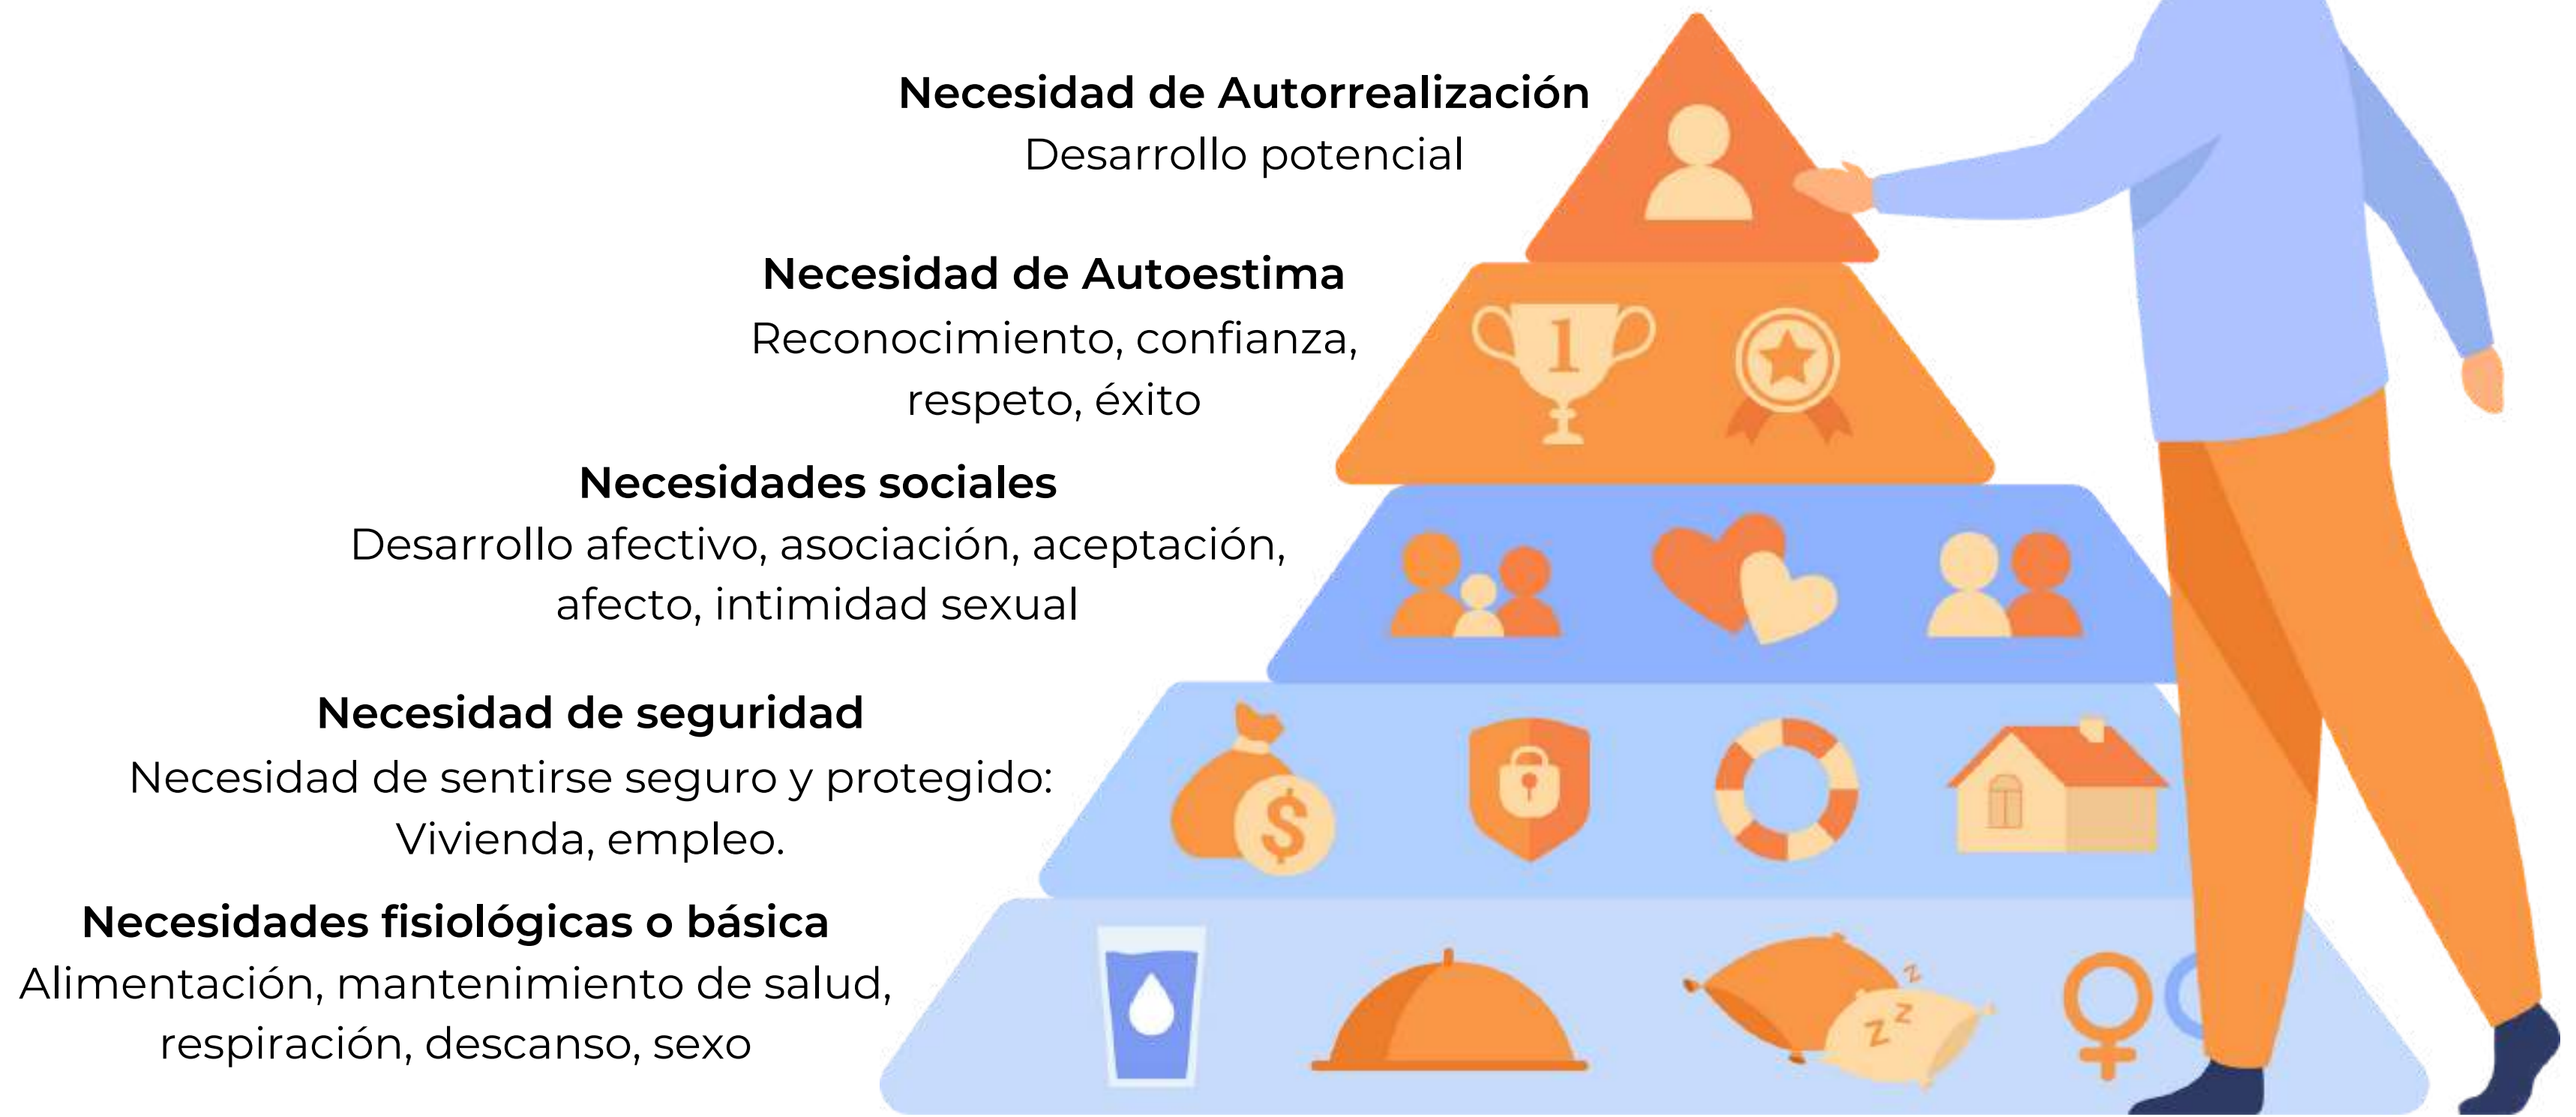 Necesidad de Autorrealización
Desarrollo potencial
Necesidad de Autoestima
Reconocimiento, confianza,
respeto, éxito
Necesidades sociales
Desarrollo afectivo, asociación, aceptación,
afecto, intimidad sexual
Necesidad de seguridad
Necesidad de sentirse seguro y protegido:
Vivienda, empleo.
Necesidades fisiológicas o básica
Alimentación, mantenimiento de salud,
respiración, descanso, sexo
1
$
z
z
z